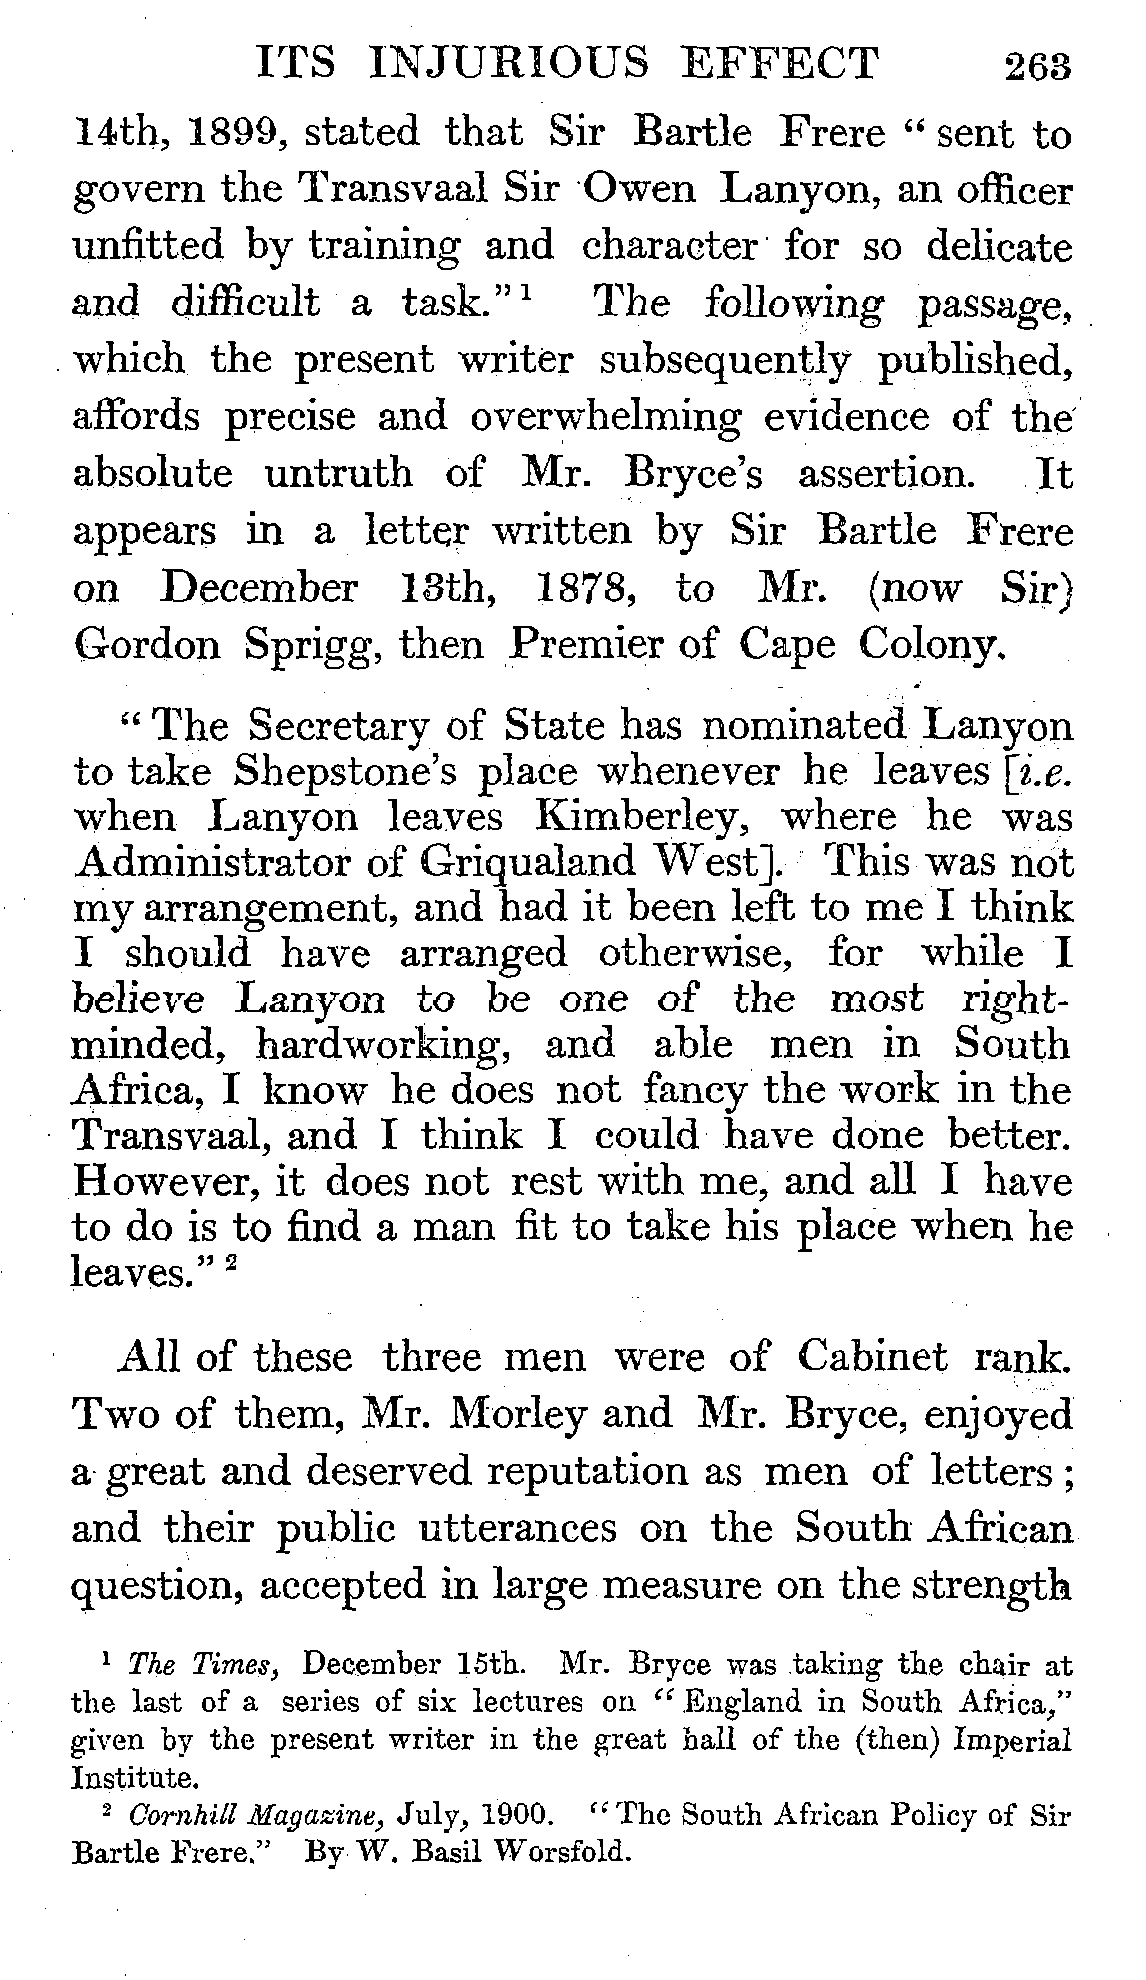 ITS INJURIOUS EFFECT 263
14th, 1899, stated that Sir Bartle Frere “ sent to
govern the Transvaal Sir Owen Lanyon, an officer
unfitted by training and character for so delicate
and difficult a task.” ¹ The following passage,
which the present writer subsequently published,
affords precise and overwhelming evidence of the
absolute untruth of Mr. Bryce’s assertion. It
appears in a letter written by Sir Bartle Frere
on December 13th, 1878, to Mr. (now Sir)
Gordon Sprigg, then Premier of Cape Colony.
“ The Secretary of State has nominated Lanyon
to take Shepstone’s place whenever he leaves [i.e.
when Lanyon leaves Kimberley, where he was
Administrator of Griqualand West]. This was not
my arrangement, and had it been left to me I think
I should have arranged otherwise, for while I
believe Lanyon to be one of the most right-
minded, hardworking, and able men in South
Africa, I know he does not fancy the work in the
Transvaal, and I think I could have done better.
However, it does not rest with me, and all I have
to do is to find a man fit to take his place when he
leaves.” ²
All of these three men were of Cabinet rank.
Two of them, Mr. Morley and Mr. Bryce, enjoyed
a great and deserved reputation as men of letters ;
and their public utterances on the South African
question, accepted in large measure on the strength
¹ The Times, December 15th. Mr. Bryce was taking the chair at
the last of a series of six lectures on “ England in South Africa,”
given by the present writer in the great hall of the (then) Imperial
Institute.
² Cornhill Magazine, July, 1900. “ The South African Policy of Sir
Bartle Frere.” By W. Basil Worsfold.